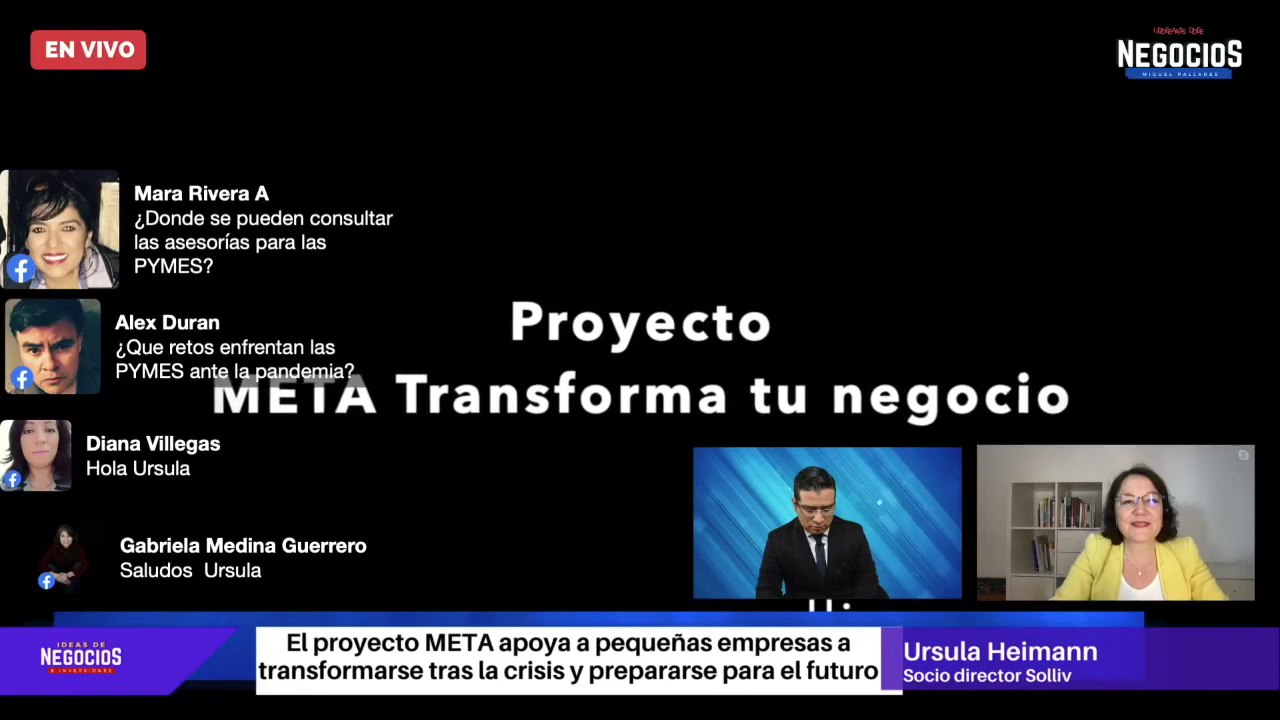 EN VIVO
IDEAS DE
NEGOCIOS
MIGUEL PALLARES
Mara Rivera A
¿Donde se pueden consultar
las asesorías para las
PYMES?
Proyecto
META Transforma tu negocio
Alex Duran
¿Que retos enfrentan las
PYMES ante la pandemia?
Diana Villegas
Hola Ursula
Gabriela Medina Guerrero
Saludos Ursula
IDEAS DE
NEGOCIOS
E INVERSIONES
El proyecto META apoya a pequeñas empresas a
transformarse tras la crisis y prepararse para el futuro
Ursula Heimann
Socio director Solliv